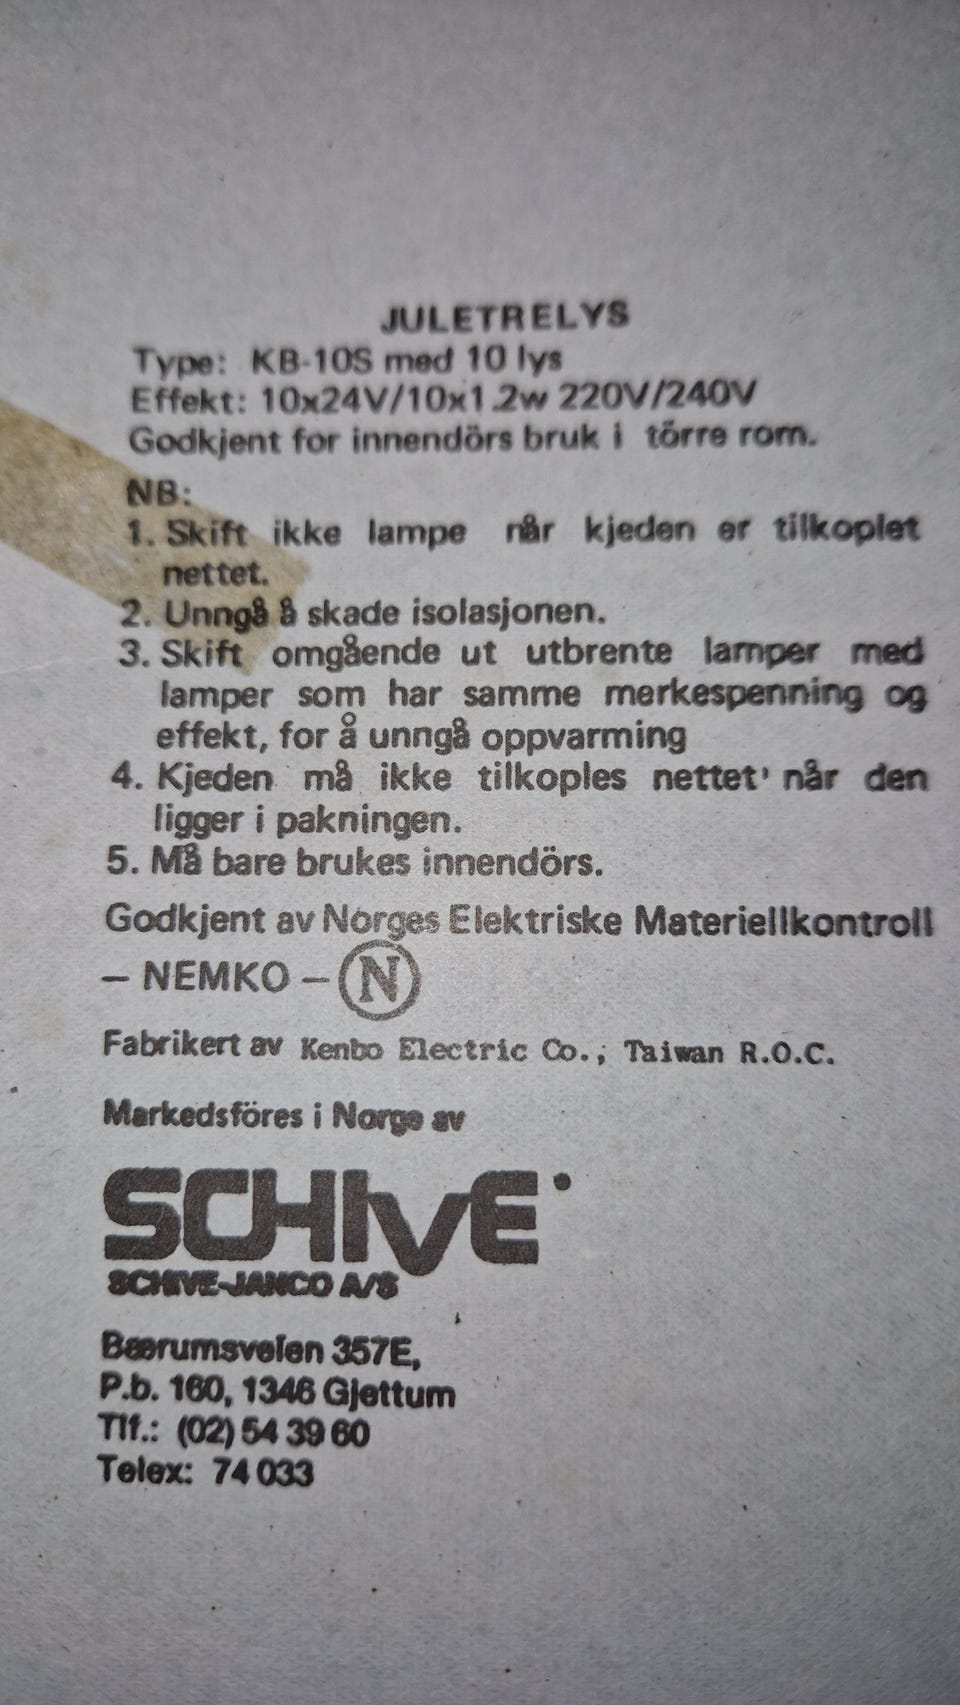 JULETRELYS
Type: KB-10S med 10 lys
Effekt: 10x24V/10x1.2w 220V/240V
Godkjent for innendörs bruk i törre rom.
NB:
1. Skift ikke lampe når kjeden er tilkoplet
nettet.
2. Unngå å skade isolasjonen.
3. Skift omgående ut utbrente lamper med
lamper som har samme merkespenning og
effekt, for å unngå oppvarming
4. Kjeden må ikke tilkoples nettet' når den
ligger i pakningen.
5. Må bare brukes innendörs.
Godkjent av Norges Elektriske Materiellkontroll
– NEMKO – N
Fabrikert av Kenbo Electric Co., Taiwan R.O.C.
Markedsföres i Norge av
SCHIVE
SCHIVE-JANCO A/S
Bærumsveien 357E,
P.b. 160, 1346 Gjettum
Tlf.: (02) 54 39 60
Telex: 74 033